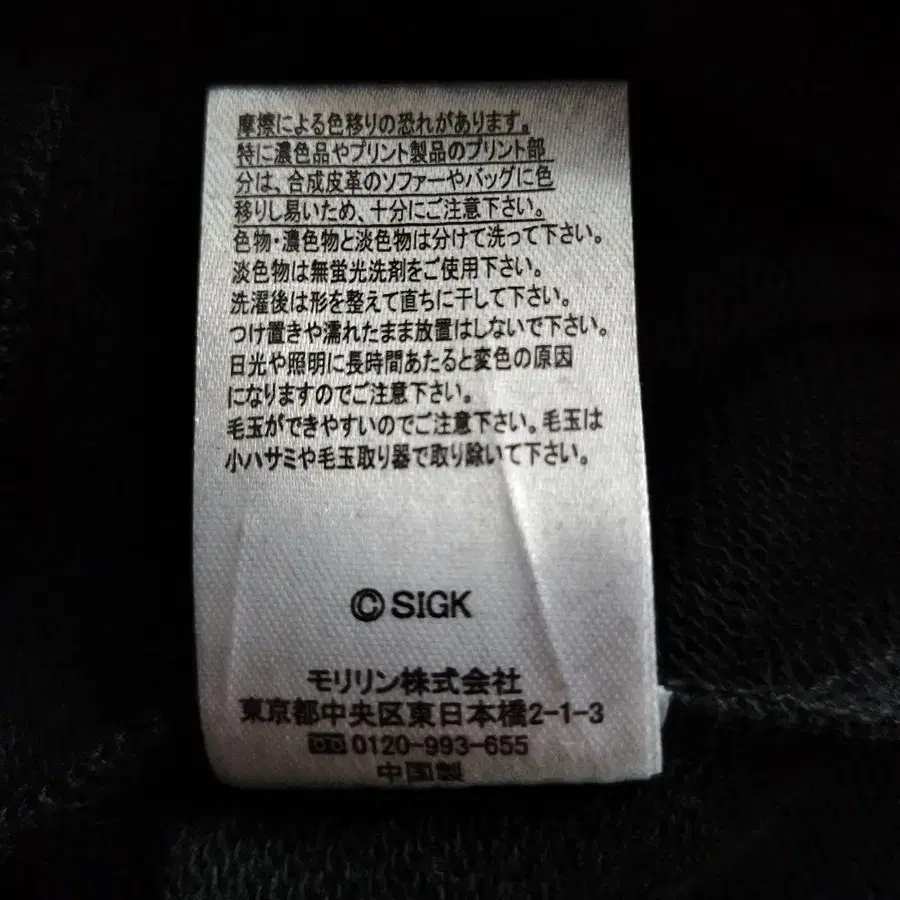 摩擦による色移りの恐れがあります。
特に濃色品やプリント製品のプリント部
分は、合成皮革のソファーやバッグに色
移りし易いため、十分にご注意下さい。
色物・濃色物と淡色物は分けて洗って下さい。
淡色物は無蛍光洗剤をご使用下さい。
洗濯後は形を整えて直ちに干して下さい。
つけ置きや濡れたまま放置はしないで下さい。
日光や照明に長時間あたると変色の原因
になりますのでご注意下さい。
毛玉ができやすいのでご注意下さい。毛玉は
小ハサミや毛玉取り器で取り除いて下さい。
©SIGK
モリリン株式会社
東京都中央区東日本橋2-1-3
0120-993-655
中国製